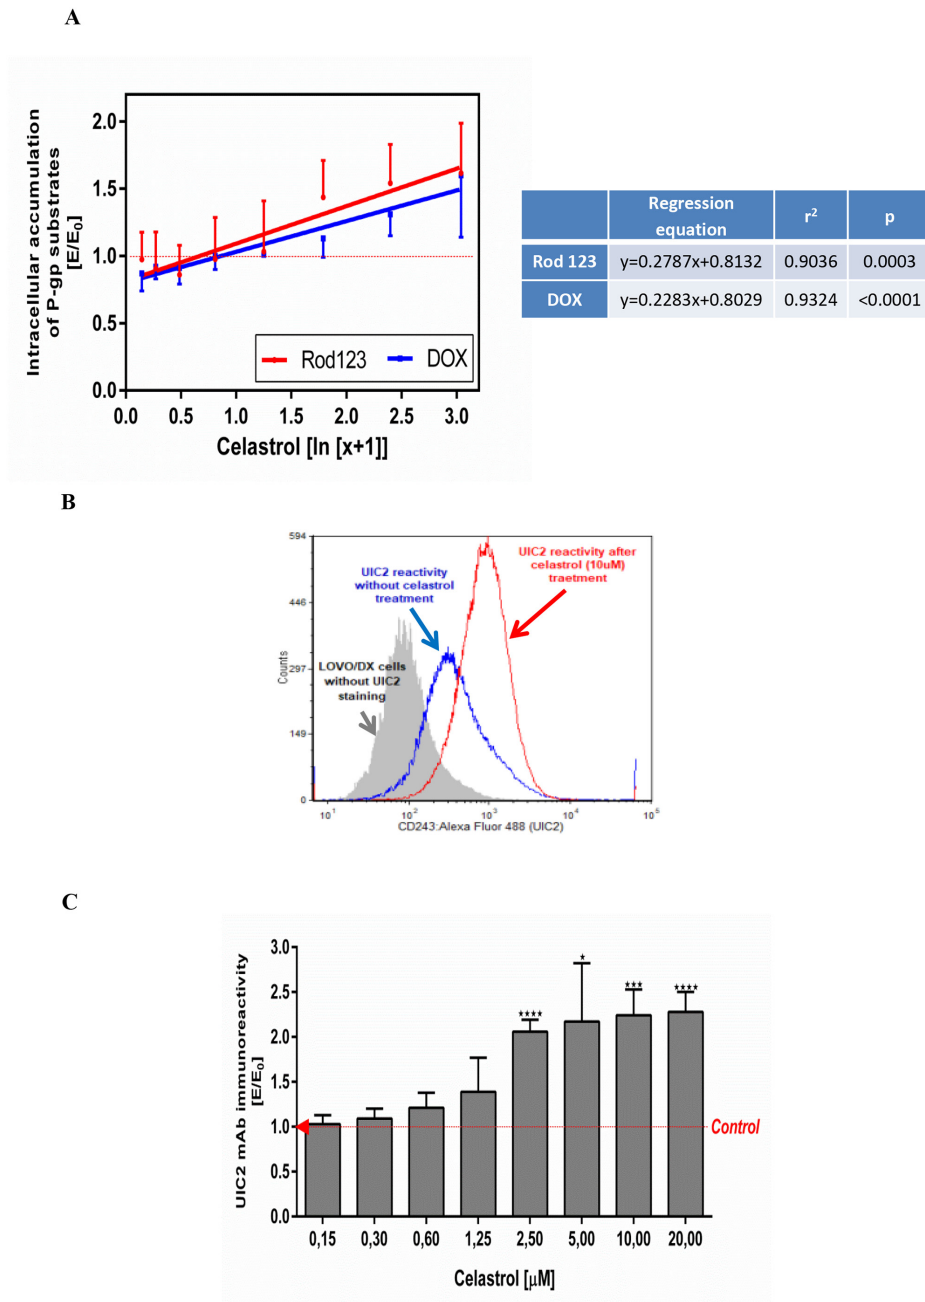 A
Intracellular accumulation
of P-gp substrates
[E/E0]
2.0
1.5
1.0
0.5
0.0
Rod123
DOX
0.0 0.5 1.0 1.5 2.0 2.5 3.0
Celastrol [ln [x+1]]
Regression
equation
r²
p
Rod 123 y=0.2787x+0.8132 0.9036 0.0003
DOX y=0.2283x+0.8029 0.9324 <0.0001
B
594
446
297
149
0
Counts
UIC2 reactivity
without celastrol
treatment
UIC2 reactivity after
celastrol (10uM)
traetment
LOVO/DX cells
without UIC2
staining
10¹ 10² 10³ 10⁴ 10⁵
CD243:Alexa Fluor 488 (UIC2)
C
UIC2 mAb immunoreactivity
[E/E0]
3.0
2.5
2.0
1.5
1.0
0.5
0.0
**** * *** ****
Control
0,15 0,30 0,60 1,25 2,50 5,00 10,00 20,00
Celastrol [µM]